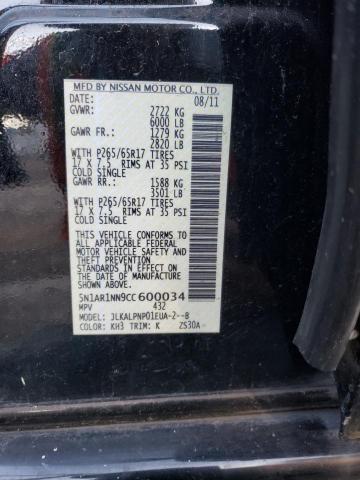 MFD BY NISSAN MOTOR CO., LTD.
DATE: 08/11
GVWR: 2722 KG
6000 LB
GAWR FR: 1279 KG
2820 LB
WITH P265/65R17 TIRES
17 X 7.5 RIMS AT 35 PSI
COLD SINGLE
GAWR RR: 1588 KG
3501 LB
WITH P265/65R17 TIRES
17 X 7.5 RIMS AT 35 PSI
COLD SINGLE
THIS VEHICLE CONFORMS TO
ALL APPLICABLE FEDERAL
MOTOR VEHICLE SAFETY AND
THEFT PREVENTION STANDARDS
IN EFFECT ON THE DATE OF
MANUFACTURE SHOWN ABOVE.
5N1AR1NN9CC600034
MPV 432
MODEL: JLKALPNP01EUA-2--B
COLOR: KH3 TRIM: K ZS30A